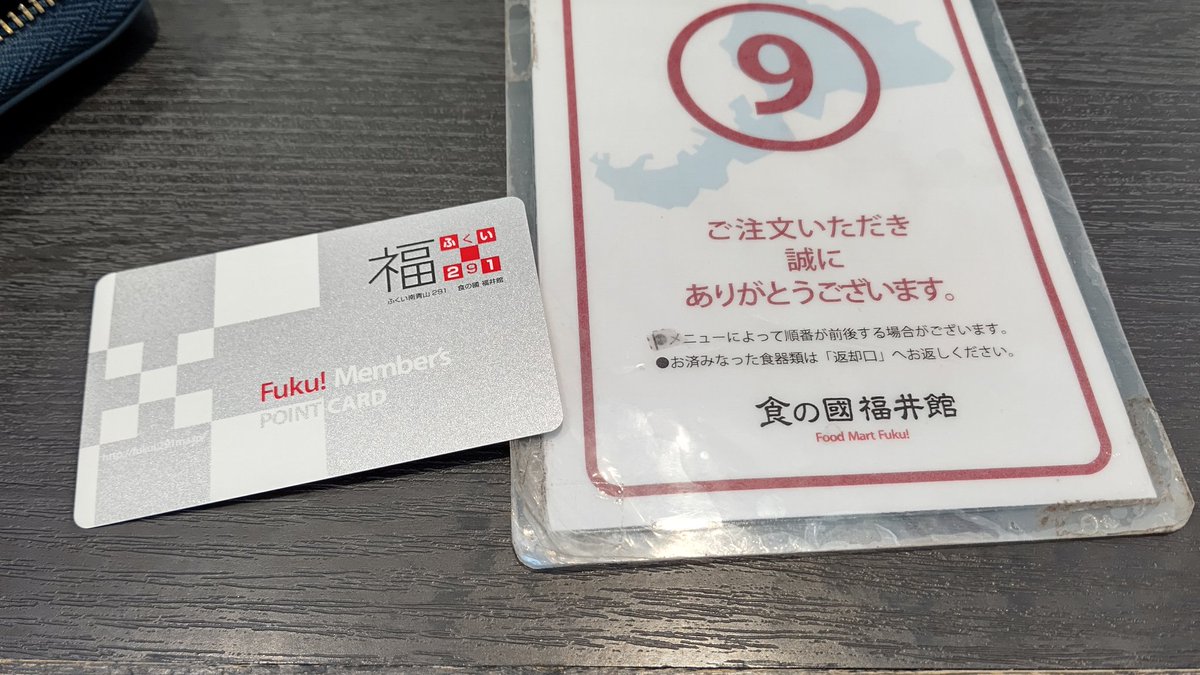 福 ふくい
291
ふくい南青山291 食の國 福井館
Fuku! Member's
POINT CARD
9
ご注文いただき
誠に
ありがとうございます。
メニューによって順番が前後する場合がございます。
●お済みなった食器類は「返却口」へお返しください。
食の國 福井館
Food Mart Fuku!